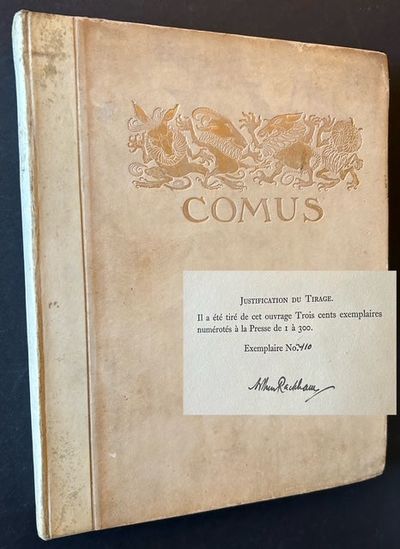 COMUS
JUSTIFICATION DU TIRAGE.
Il a été tiré de cet ouvrage Trois cents exemplaires
numérotés à la Presse de 1 à 300.
Exemplaire No. 410
Arthur Rackham